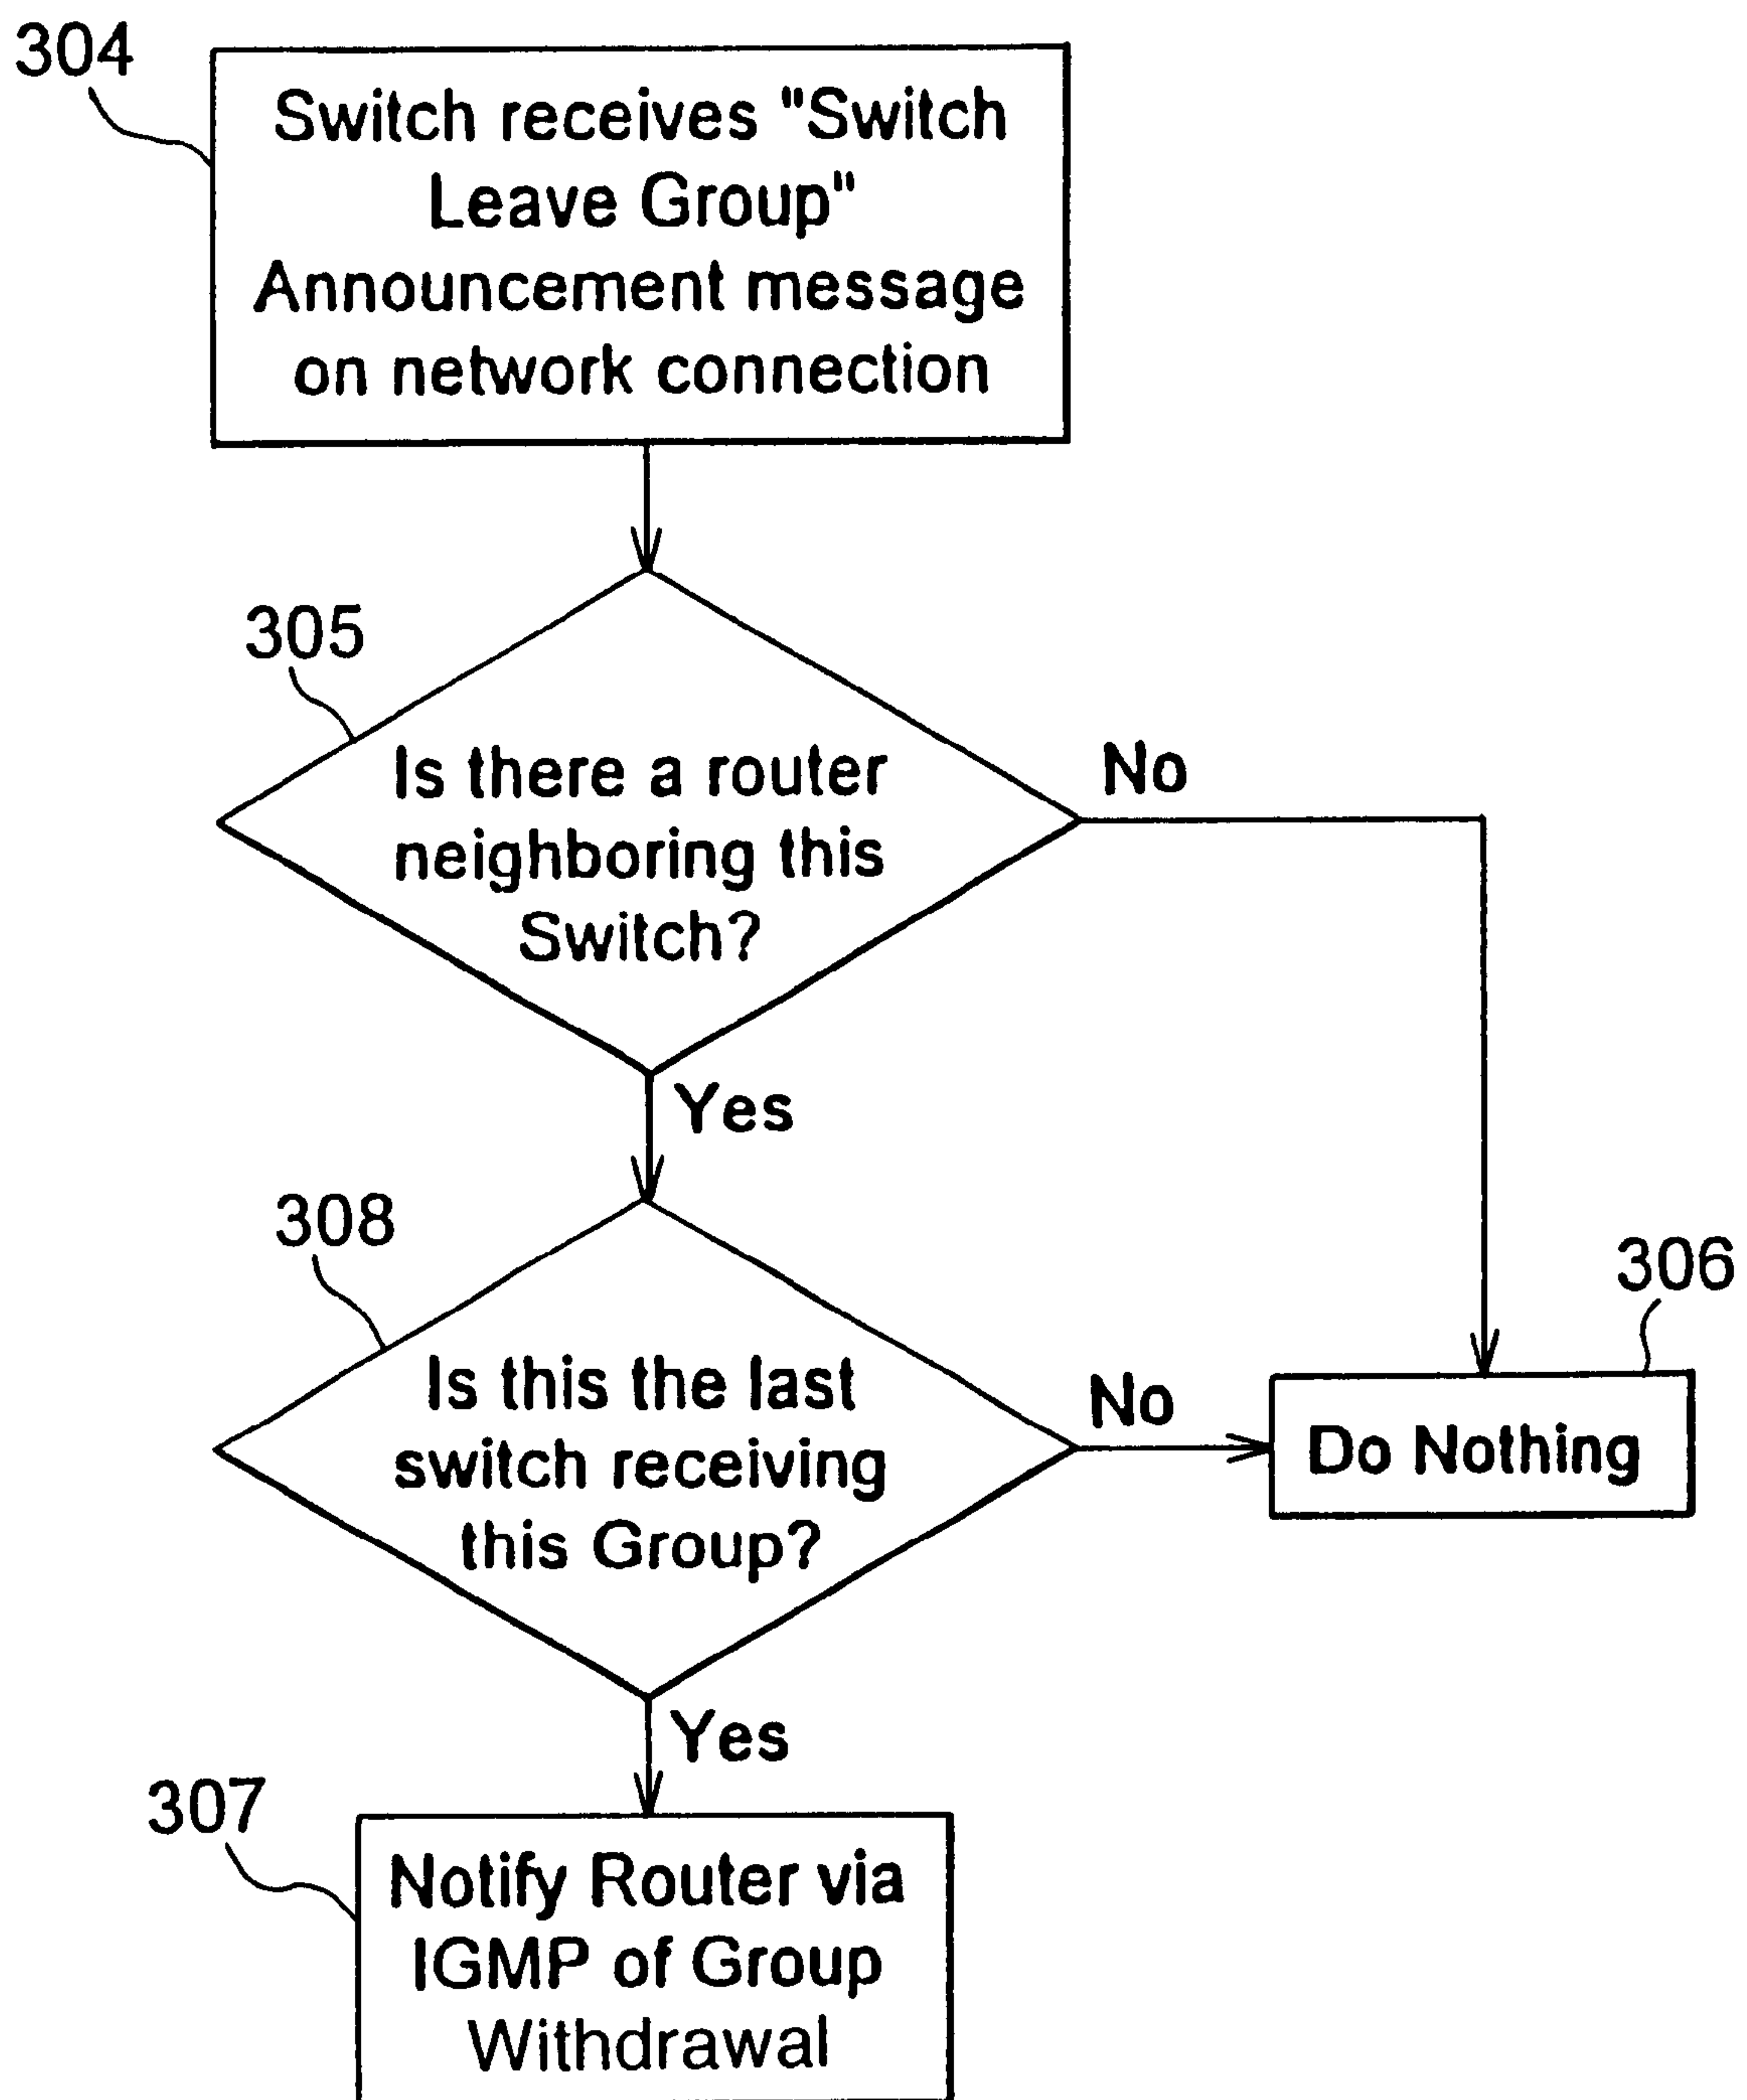 304
Switch receives "Switch
Leave Group"
Announcement message
on network connection
305
Is there a router
neighboring this
Switch?
No
Yes
308
Is this the last
switch receiving
this Group?
No
306
Do Nothing
Yes
307
Notify Router via
IGMP of Group
Withdrawal